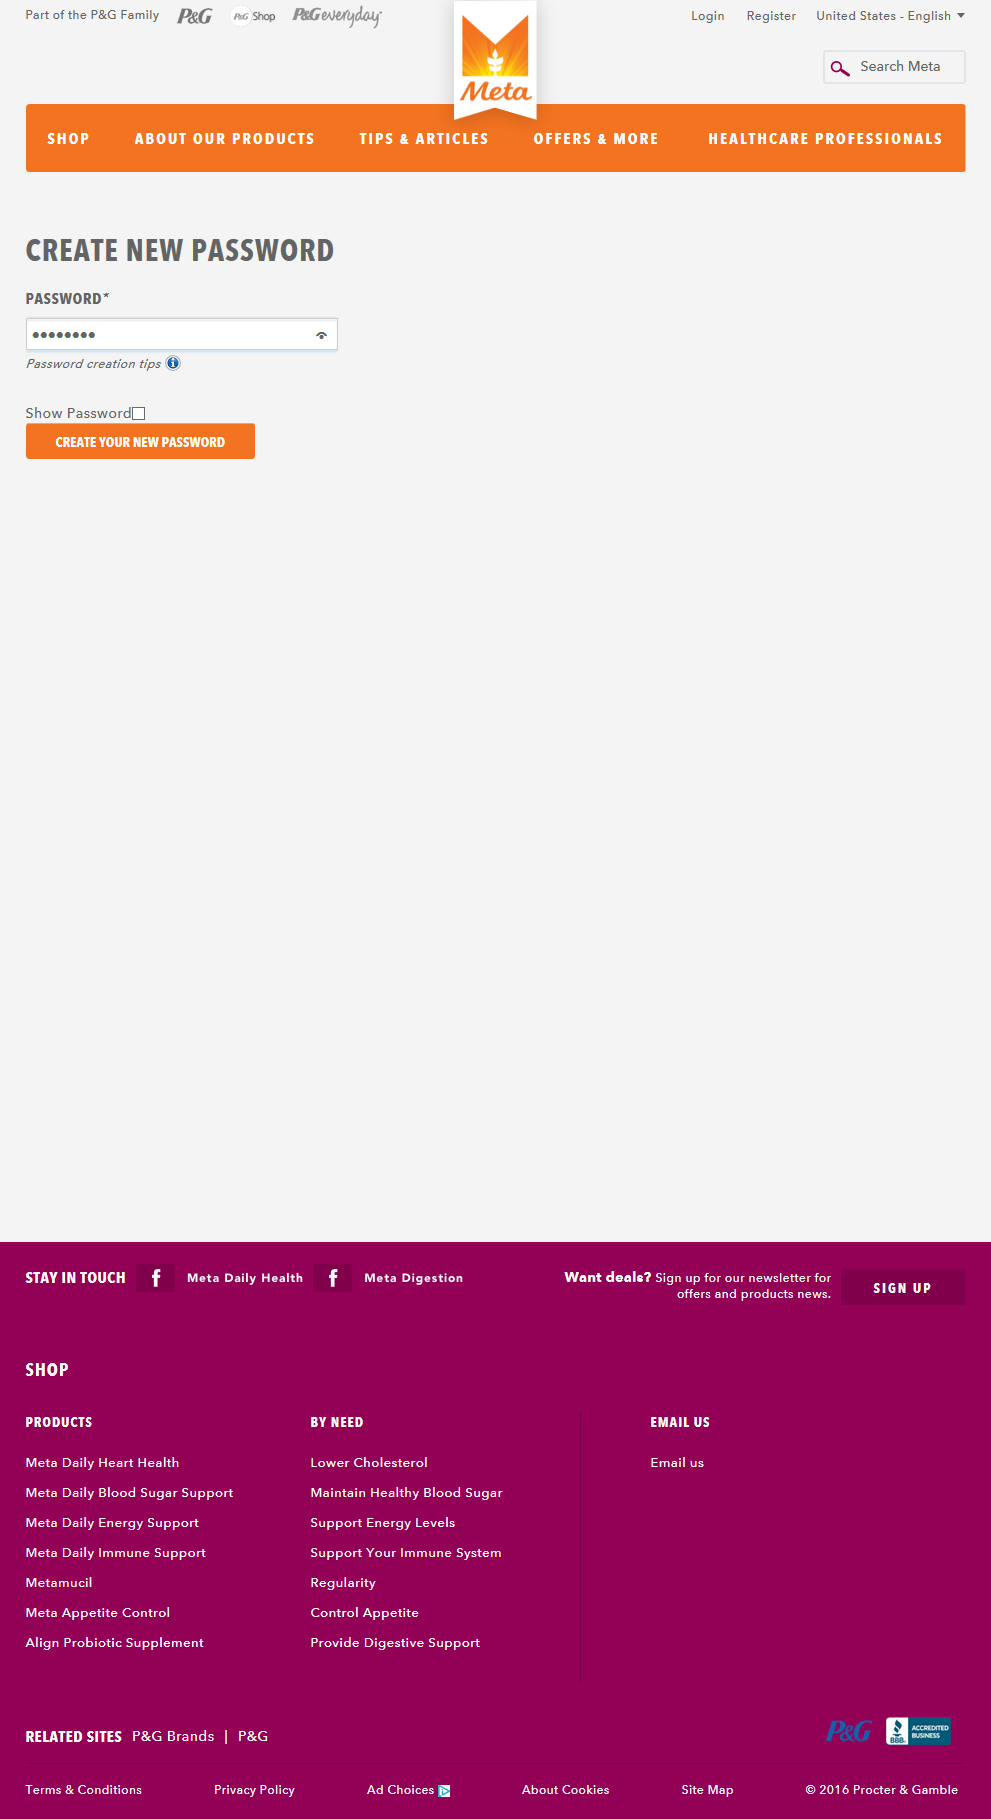 Part of the P&G Family P&G P&G Shop P&G everyday Login Register United States - English
Meta
Search Meta
SHOP ABOUT OUR PRODUCTS TIPS & ARTICLES OFFERS & MORE HEALTHCARE PROFESSIONALS
CREATE NEW PASSWORD
PASSWORD*
••••••••
Password creation tips
Show Password
CREATE YOUR NEW PASSWORD
STAY IN TOUCH Meta Daily Health Meta Digestion
Want deals? Sign up for our newsletter for
offers and products news.
SIGN UP
SHOP
PRODUCTS
Meta Daily Heart Health
Meta Daily Blood Sugar Support
Meta Daily Energy Support
Meta Daily Immune Support
Metamucil
Meta Appetite Control
Align Probiotic Supplement
BY NEED
Lower Cholesterol
Maintain Healthy Blood Sugar
Support Energy Levels
Support Your Immune System
Regularity
Control Appetite
Provide Digestive Support
EMAIL US
Email us
RELATED SITES P&G Brands | P&G
P&G
BBB ACCREDITED
BUSINESS
Terms & Conditions Privacy Policy Ad Choices About Cookies Site Map © 2016 Procter & Gamble